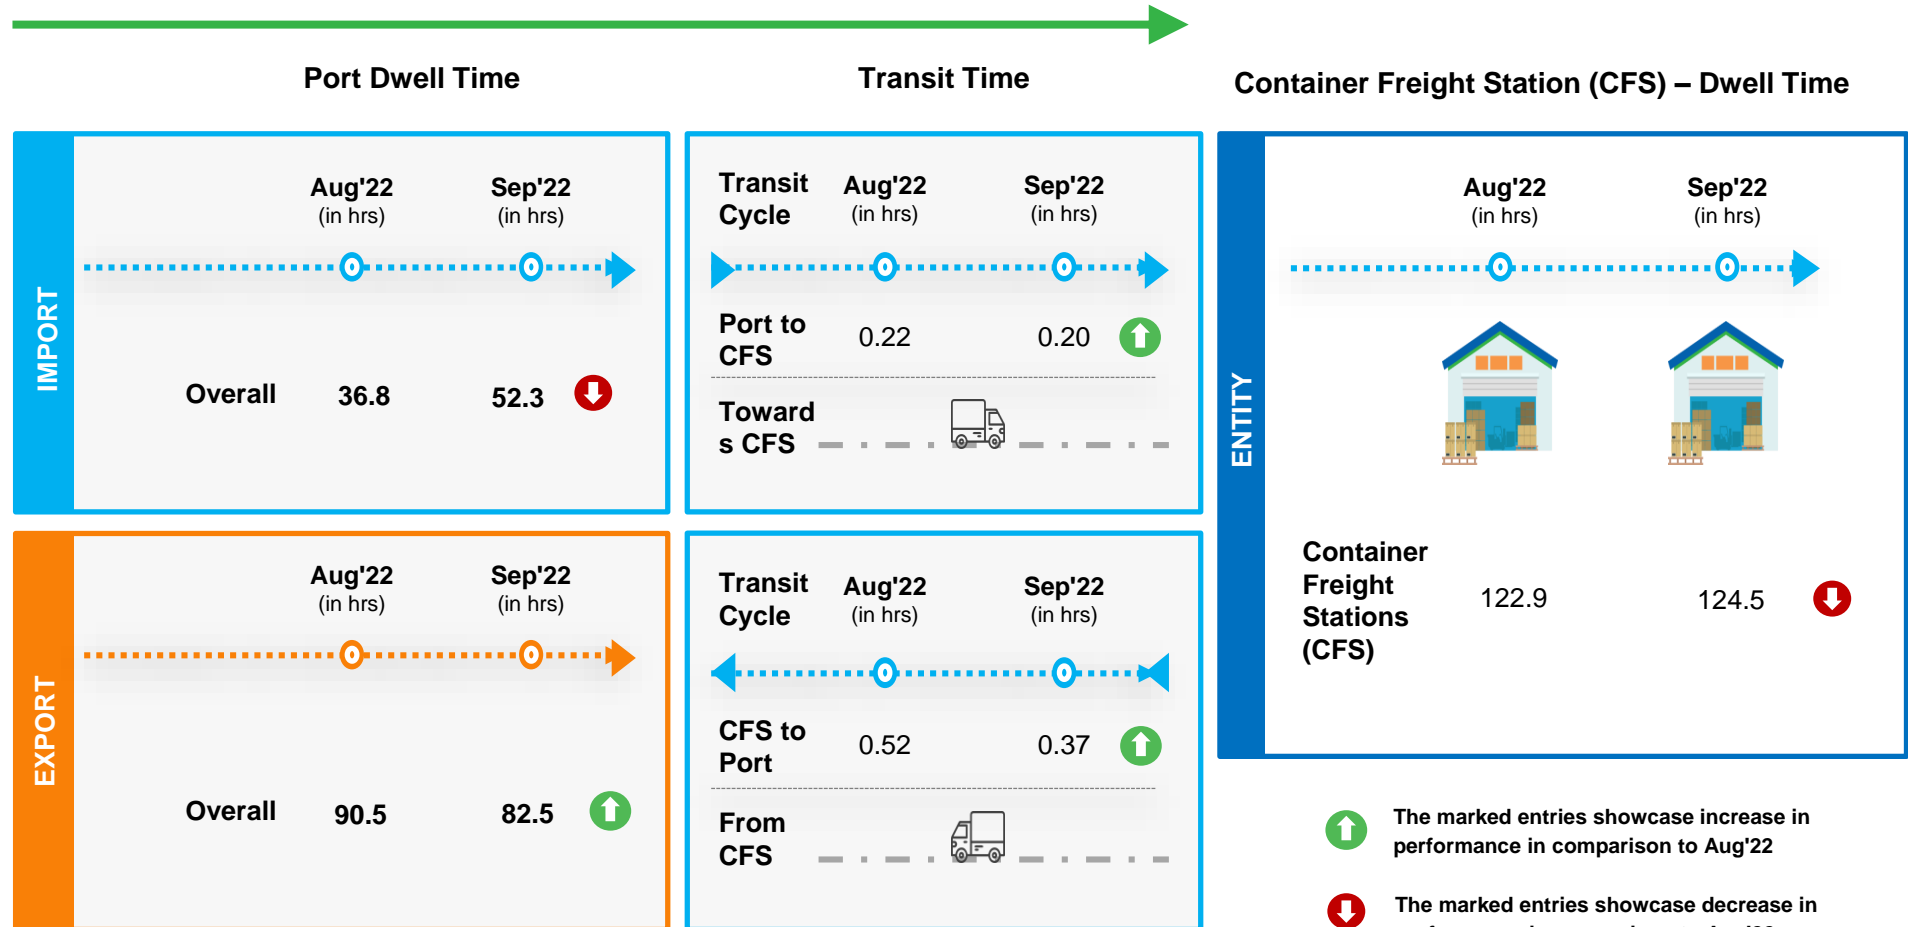 Port Dwell Time
Transit Time
Container Freight Station (CFS) – Dwell Time
IMPORT
Aug'22
(in hrs)
Sep'22
(in hrs)
Overall
36.8
52.3
Transit
Cycle
Aug'22
(in hrs)
Sep'22
(in hrs)
Port to
CFS
0.22
0.20
Toward
s CFS
EXPORT
Aug'22
(in hrs)
Sep'22
(in hrs)
Overall
90.5
82.5
Transit
Cycle
Aug'22
(in hrs)
Sep'22
(in hrs)
CFS to
Port
0.52
0.37
From
CFS
ENTITY
Aug'22
(in hrs)
Sep'22
(in hrs)
Container
Freight
Stations
(CFS)
122.9
124.5
The marked entries showcase increase in
performance in comparison to Aug'22
The marked entries showcase decrease in